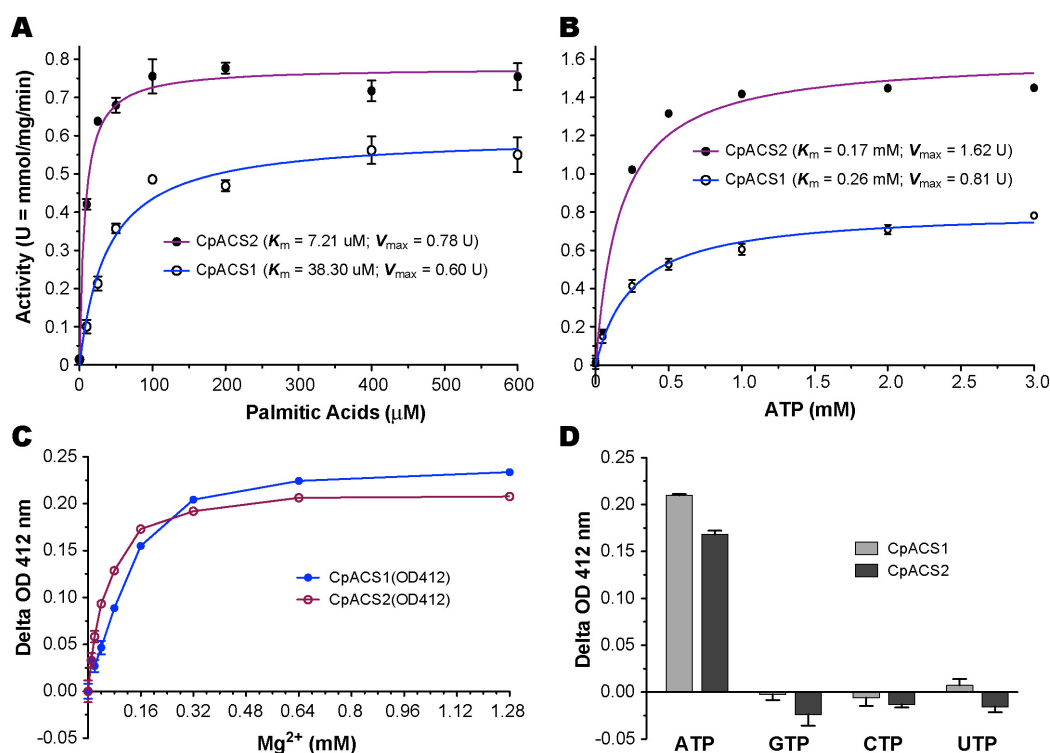 A
0.8
0.7
0.6
0.5
0.4
0.3
0.2
0.1
0
Activity (U = mmol/mg/min)
CpACS2 (Km = 7.21 uM; Vmax = 0.78 U)
CpACS1 (Km = 38.30 uM; Vmax = 0.60 U)
0 100 200 300 400 500 600
Palmitic Acids (μM)
B
1.6
1.4
1.2
1.0
0.8
0.6
0.4
0.2
0
CpACS2 (Km = 0.17 mM; Vmax = 1.62 U)
CpACS1 (Km = 0.26 mM; Vmax = 0.81 U)
0.0 0.5 1.0 1.5 2.0 2.5 3.0
ATP (mM)
C
0.25
0.20
0.15
0.10
0.05
0.00
-0.05
Delta OD 412 nm
CpACS1(OD412)
CpACS2(OD412)
0.16 0.32 0.48 0.64 0.80 0.96 1.12 1.28
Mg2+ (mM)
D
0.25
0.20
0.15
0.10
0.05
0.00
-0.05
Delta OD 412 nm
CpACS1
CpACS2
ATP GTP CTP UTP